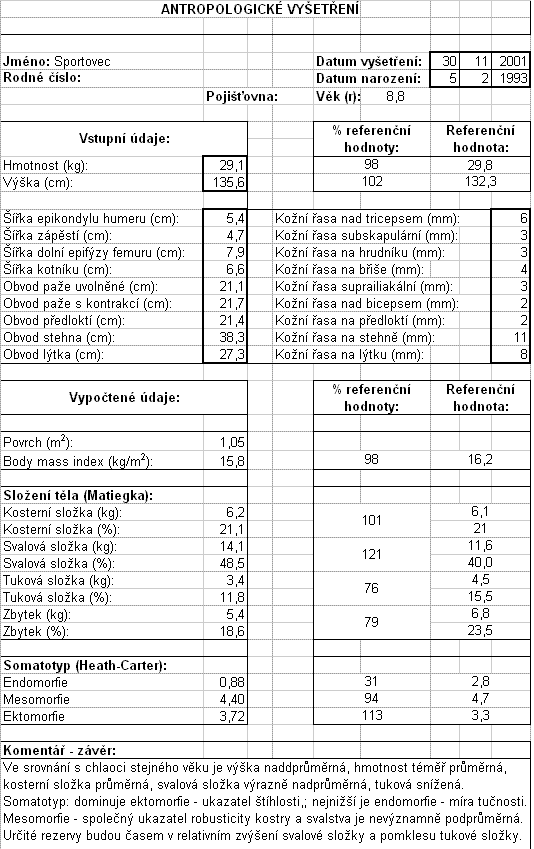 ANTROPOLOGICKÉ VYŠETŘENÍ
Jméno: Sportovec Datum vyšetření: 30 11 2001
Rodné číslo: Datum narození: 5 2 1993
Pojišťovna: Věk (r): 8,8
Vstupní údaje: % referenční hodnoty: Referenční hodnota:
Hmotnost (kg): 29,1 98 29,8
Výška (cm): 135,6 102 132,3
Šířka epikondylu humeru (cm): 5,4 Kožní řasa nad tricepsem (mm): 6
Šířka zápěstí (cm): 4,7 Kožní řasa subskapulární (mm): 3
Šířka dolní epifýzy femuru (cm): 7,9 Kožní řasa na hrudníku (mm): 3
Šířka kotníku (cm): 6,6 Kožní řasa na břiše (mm): 4
Obvod paže uvolněné (cm): 21,1 Kožní řasa suprailiakální (mm): 3
Obvod paže s kontrakcí (cm): 21,7 Kožní řasa nad bicepsem (mm): 2
Obvod předloktí (cm): 21,4 Kožní řasa na předloktí (mm): 2
Obvod stehna (cm): 38,3 Kožní řasa na stehně (mm): 11
Obvod lýtka (cm): 27,3 Kožní řasa na lýtku (mm): 8
Vypočtené údaje: % referenční hodnoty: Referenční hodnota:
Povrch (m²): 1,05
Body mass index (kg/m²): 15,8 98 16,2
Složení těla (Matiegka):
Kosterní složka (kg): 6,2 101 6,1
Kosterní složka (%): 21,1 21
Svalová složka (kg): 14,1 121 11,6
Svalová složka (%): 48,5 40,0
Tuková složka (kg): 3,4 76 4,5
Tuková složka (%): 11,8 15,5
Zbytek (kg): 5,4 79 6,8
Zbytek (%): 18,6 23,5
Somatotyp (Heath-Carter):
Endomorfie 0,88 31 2,8
Mesomorfie 4,40 94 4,7
Ektomorfie 3,72 113 3,3
Komentář - závěr:
Ve srovnání s chlaoci stejného věku je výška naddprůměrná, hmotnost téměř průměrná,
kosterní složka průměrná, svalová složka výrazně nadprůměrná, tuková snížená.
Somatotyp: dominuje ektomorfie - ukazatel štíhlosti,; nejnižší je endomorfie - míra tučnosti.
Mesomorfie - společný ukazatel robusticity kostry a svalstva je nevýznamně podprůměrný.
Určité rezervy budou časem v relativním zvýšení svalové složky a pomklesu tukové složky.